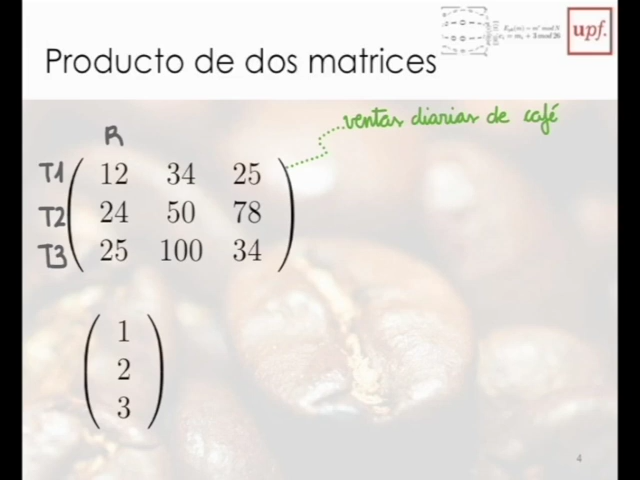 upf.
Producto de dos matrices
ventas diarias de café
R
T1 12 34 25
T2 24 50 78
T3 25 100 34
1
2
3
4